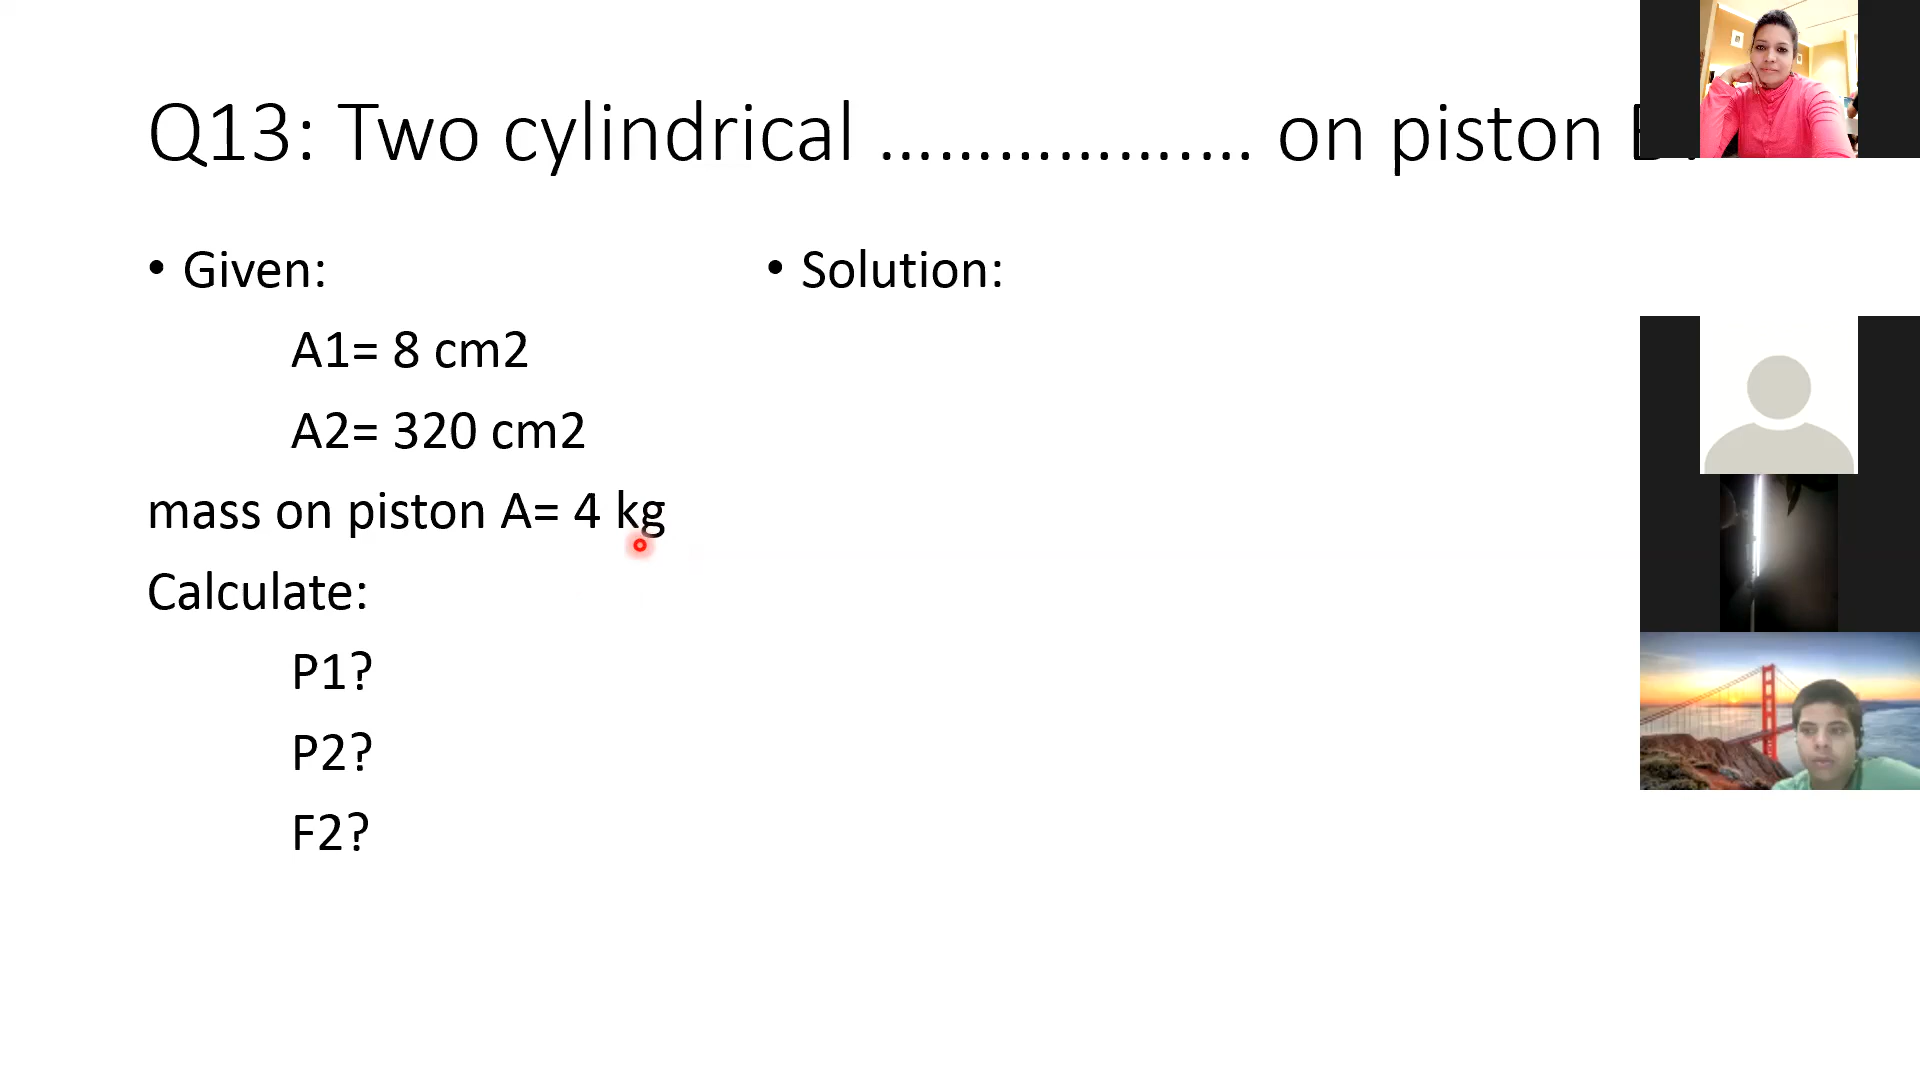 Q13: Two cylindrical ……………….… on piston
• Given:
A1= 8 cm2
A2= 320 cm2
mass on piston A= 4 kg
Calculate:
P1?
P2?
F2?
• Solution: